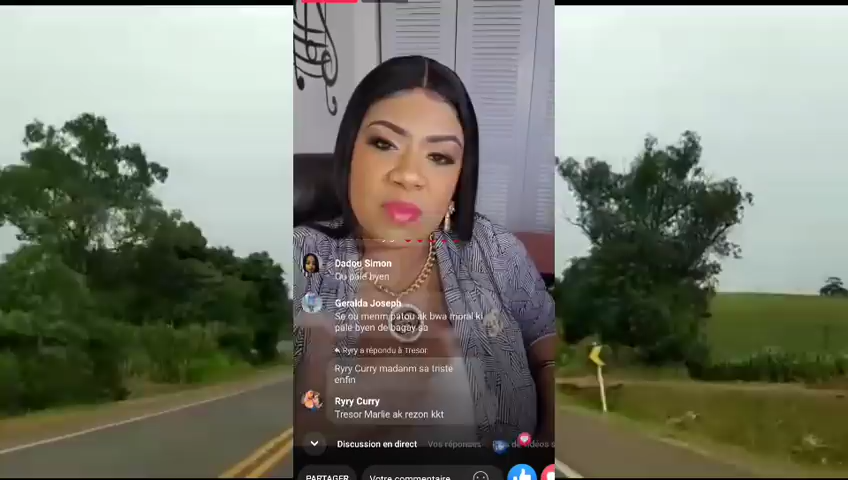 Dadou Simon
Ou pale byen
Geralda Joseph
Se ou menm patou ak bwa moral ki
pale byen de bagay sa
Ryry a répondu à Tresor
Ryry Curry madanm sa triste
enfin
Ryry Curry
Tresor Marlie ak rezon kkt
Discussion en direct Vos réponses de vidéos s
PARTAGER Votre commentaire